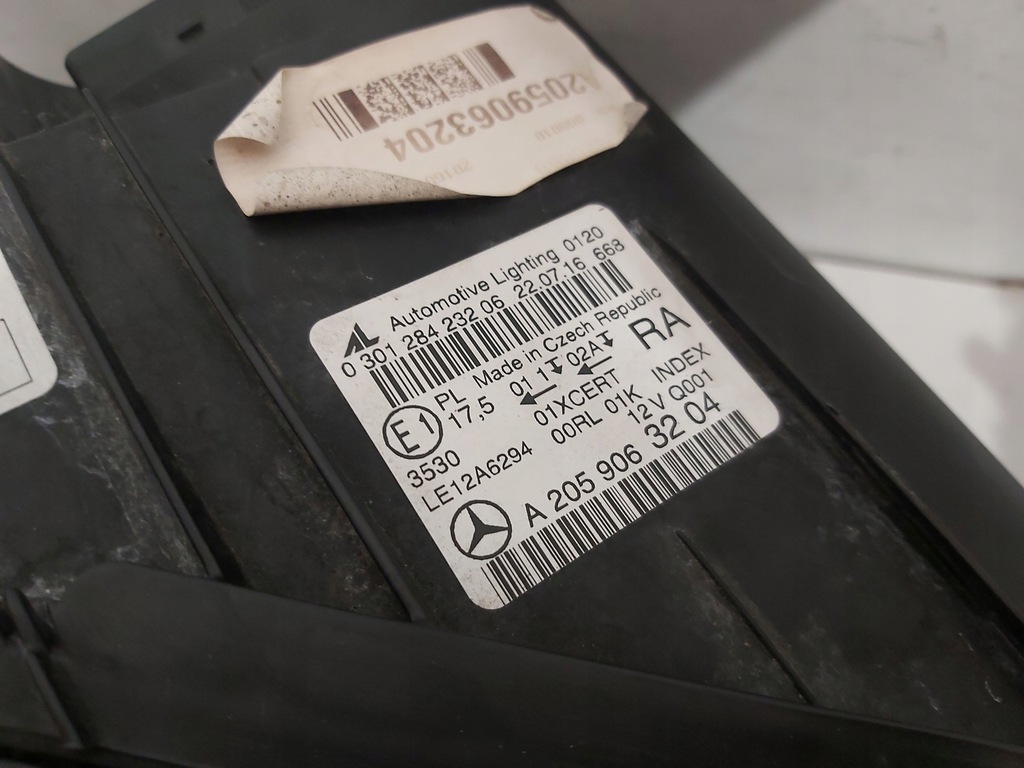 A2059063204
Automotive Lighting 0120
0 301 284 232 06 22.07.16 668
Made in Czech Republic
E1 PL 01 1 02A RA
17,5
3530 01XCERT
00RL 01K INDEX
LE12A6294 12V Q001
A 205 906 32 04